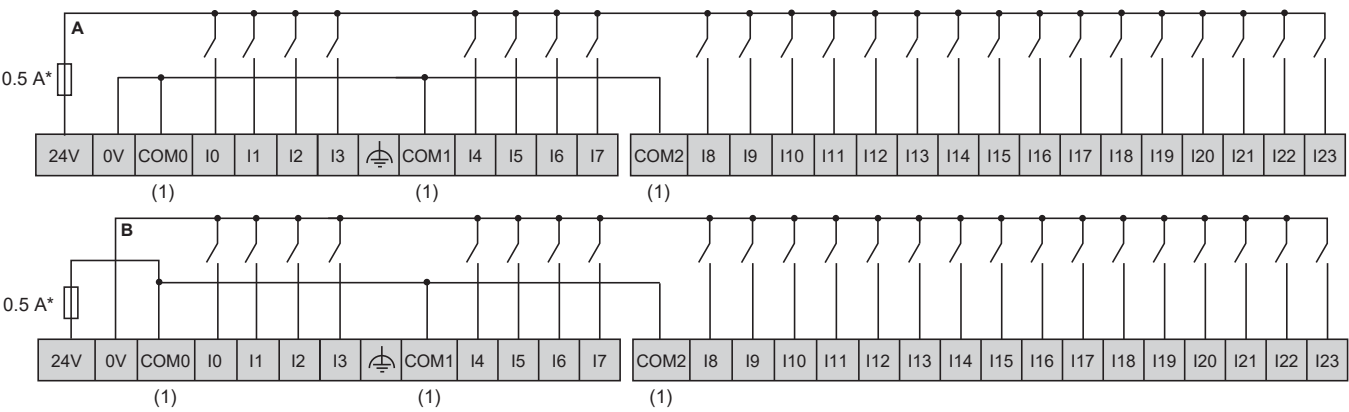 A
0.5 A*
24V 0V COM0 I0 I1 I2 I3 COM1 I4 I5 I6 I7 COM2 I8 I9 I10 I11 I12 I13 I14 I15 I16 I17 I18 I19 I20 I21 I22 I23
(1) (1) (1)
B
0.5 A*
24V 0V COM0 I0 I1 I2 I3 COM1 I4 I5 I6 I7 COM2 I8 I9 I10 I11 I12 I13 I14 I15 I16 I17 I18 I19 I20 I21 I22 I23
(1) (1) (1)